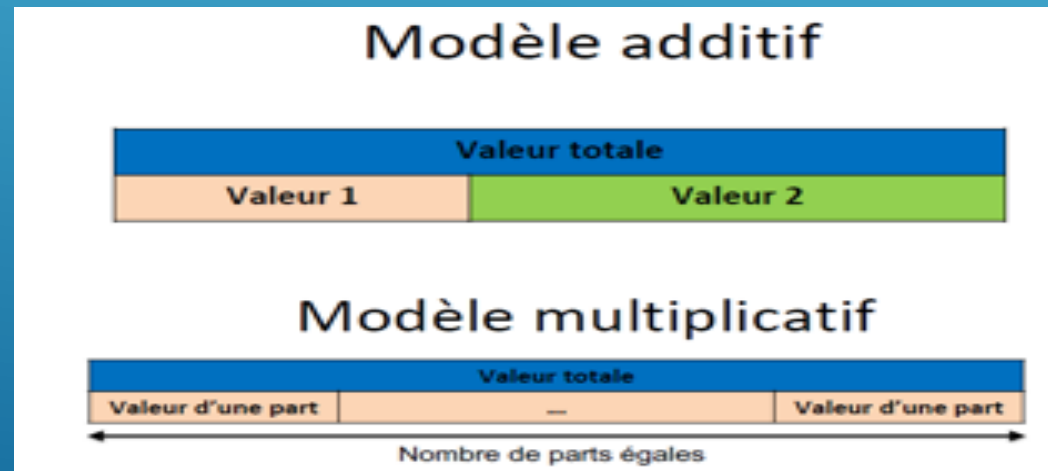 Modèle additif
Valeur totale
Valeur 1 Valeur 2
Modèle multiplicatif
Valeur totale
Valeur d'une part ... Valeur d'une part
Nombre de parts égales